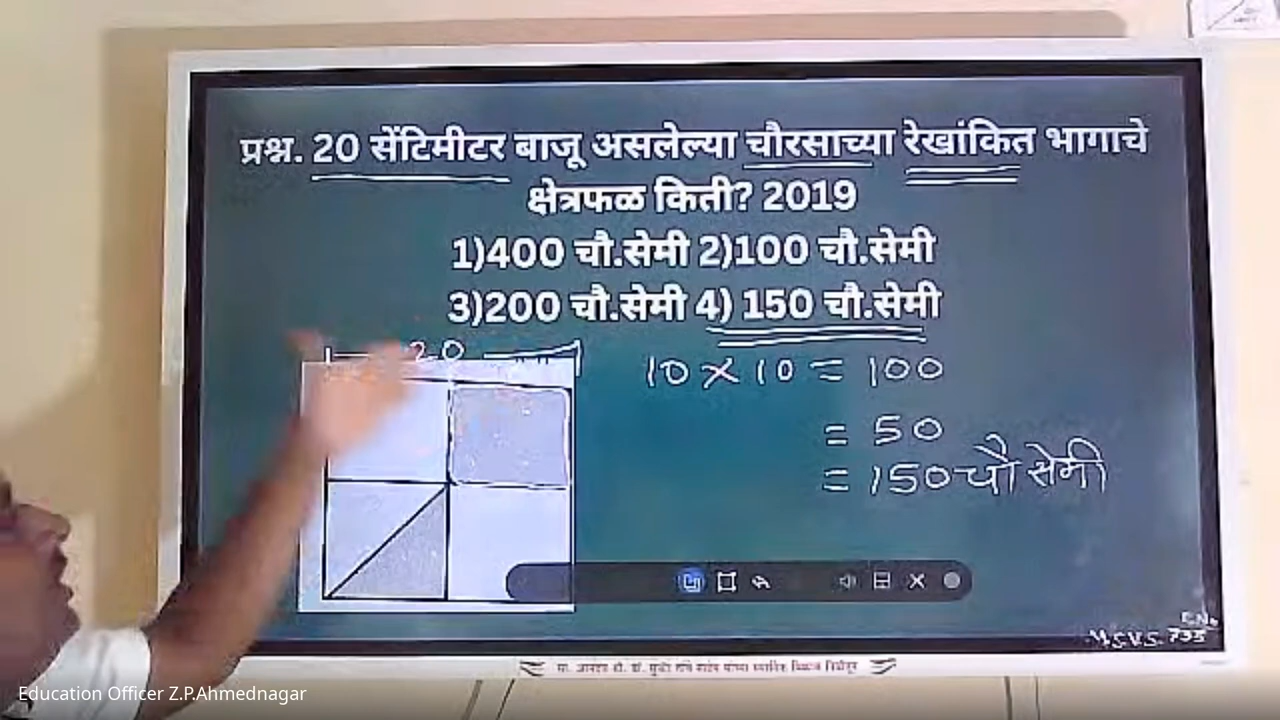 प्रश्न. 20 सेंटिमीटर बाजू असलेल्या चौरसाच्या रेखांकित भागाचे
क्षेत्रफळ किती? 2019
1)400 चौ.सेमी 2)100 चौ.सेमी
3)200 चौ.सेमी 4) 150 चौ.सेमी
20
10 × 10 = 100
= 50
= 150 चौ सेमी
M.S.V.S. 735
Education Officer Z.P.Ahmednagar